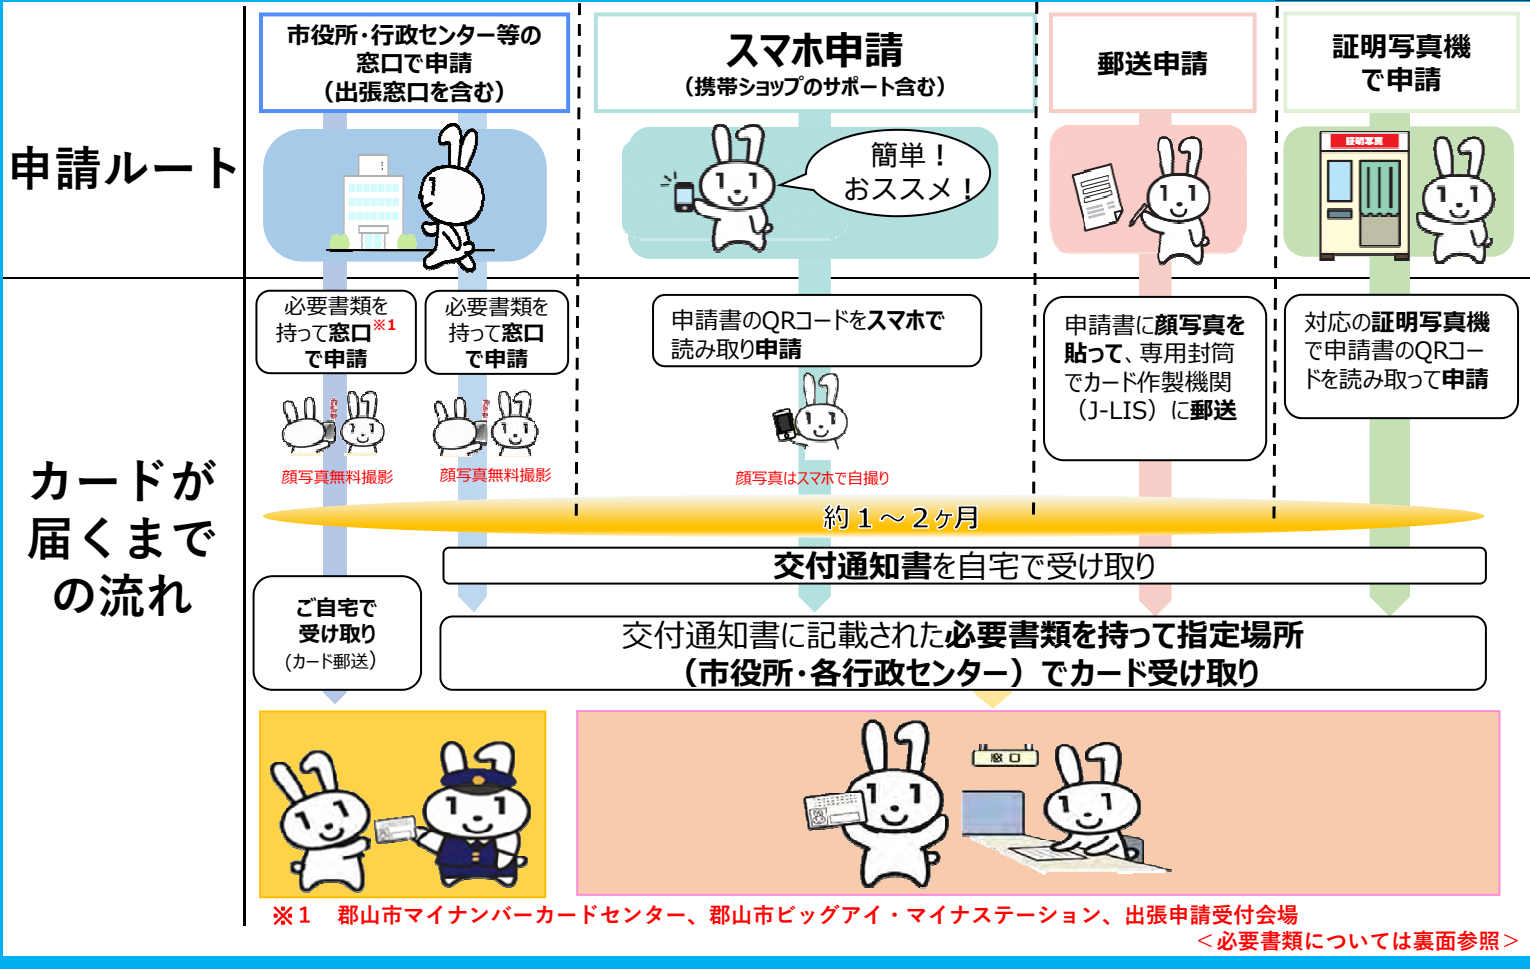 市役所・行政センター等の
窓口で申請
（出張窓口を含む）
スマホ申請
（携帯ショップのサポート含む）
郵送申請
証明写真機
で申請
申請ルート
簡単！
おススメ！
証明写真
必要書類を
持って窓口※1
で申請
必要書類を
持って窓口
で申請
申請書のQRコードをスマホで
読み取り申請
申請書に顔写真を
貼って、専用封筒
でカード作製機関
（J-LIS）に郵送
対応の証明写真機
で申請書のQRコー
ドを読み取って申請
顔写真無料撮影
顔写真無料撮影
顔写真はスマホで自撮り
カードが
届くまで
の流れ
約１～２ヶ月
交付通知書を自宅で受け取り
ご自宅で
受け取り
(カード郵送)
交付通知書に記載された必要書類を持って指定場所
（市役所・各行政センター）でカード受け取り
窓口
※１　郡山市マイナンバーカードセンター、郡山市ビッグアイ・マイナステーション、出張申請受付会場
＜必要書類については裏面参照＞